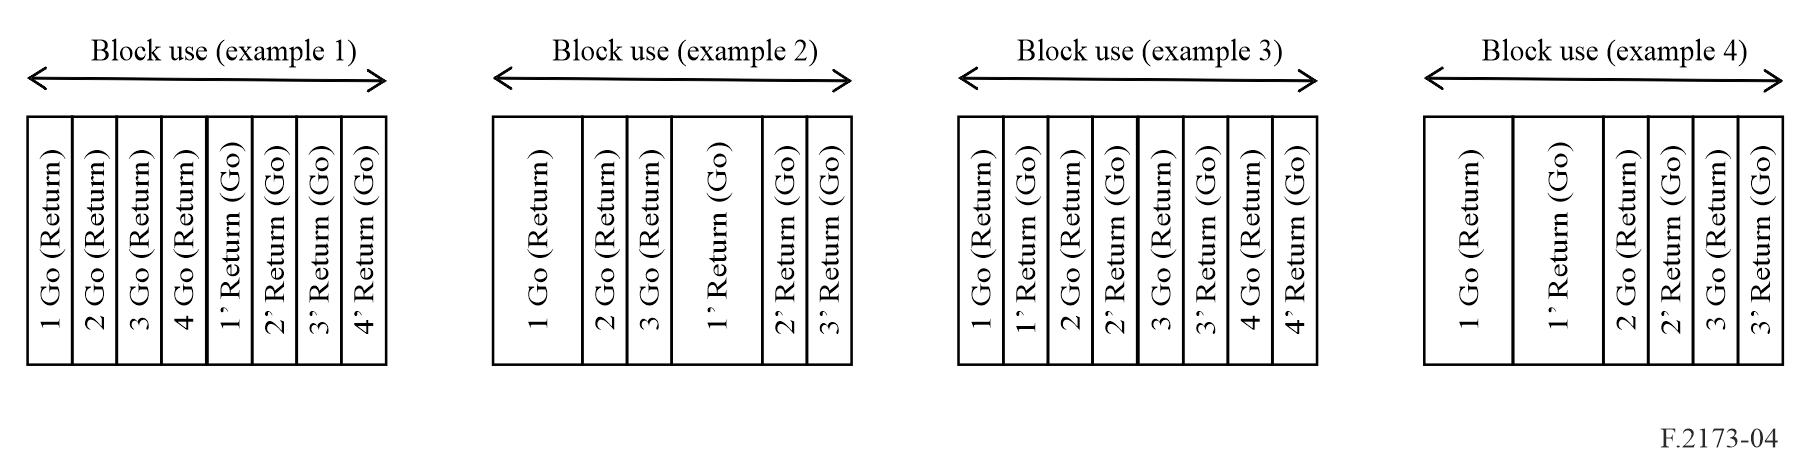 Block use (example 1)
1 Go (Return)
2 Go (Return)
3 Go (Return)
4 Go (Return)
1’ Return (Go)
2’ Return (Go)
3’ Return (Go)
4’ Return (Go)
Block use (example 2)
1 Go (Return)
2 Go (Return)
3 Go (Return)
1’ Return (Go)
2’ Return (Go)
3’ Return (Go)
Block use (example 3)
1 Go (Return)
1’ Return (Go)
2 Go (Return)
2’ Return (Go)
3 Go (Return)
3’ Return (Go)
4 Go (Return)
4’ Return (Go)
Block use (example 4)
1 Go (Return)
1’ Return (Go)
2 Go (Return)
2’ Return (Go)
3 Go (Return)
3’ Return (Go)
F.2173-04